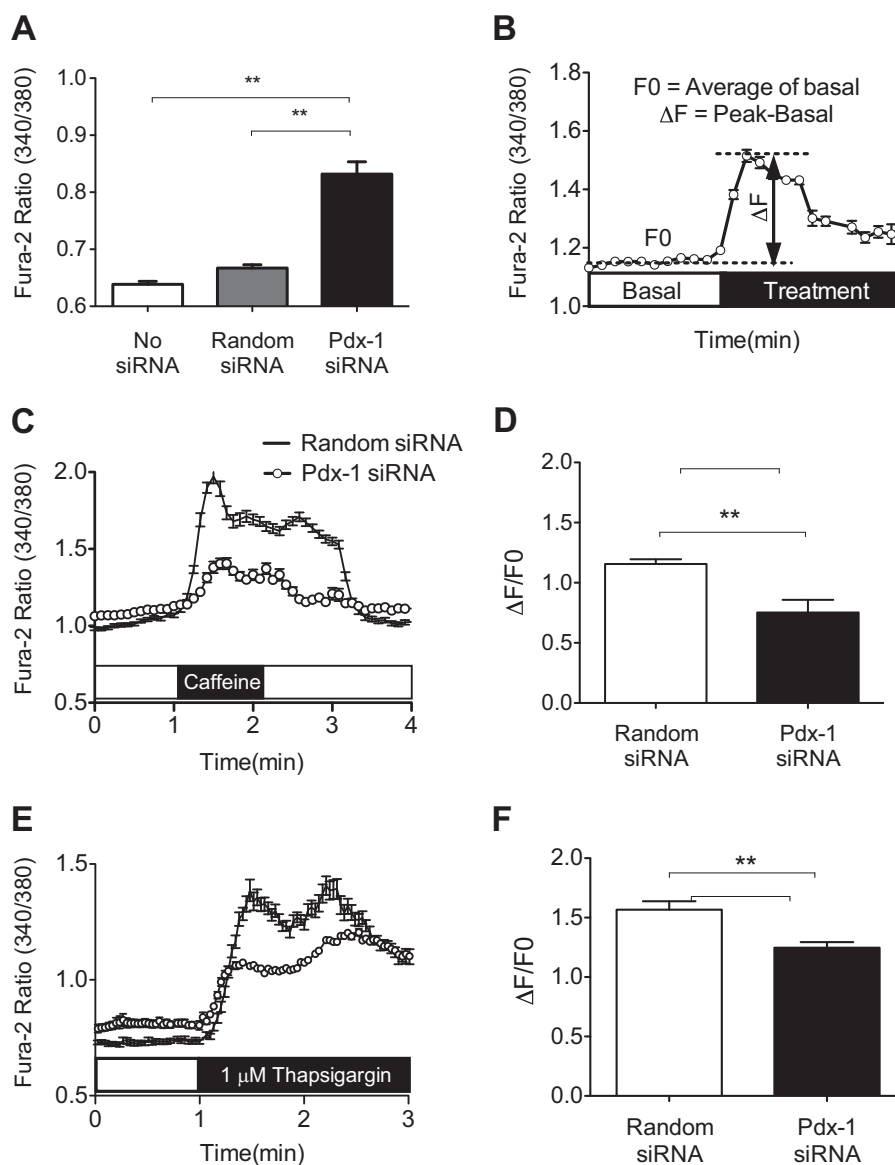 A
Fura-2 Ratio (340/380)
1.0
0.9
0.8
0.7
0.6
**
**
No
siRNA
Random
siRNA
Pdx-1
siRNA
B
Fura-2 Ratio (340/380)
1.8
1.6
1.4
1.2
1.0
F0 = Average of basal
ΔF = Peak-Basal
F0
ΔF
Basal
Treatment
Time(min)
C
Random siRNA
Pdx-1 siRNA
Fura-2 Ratio (340/380)
2.0
1.5
1.0
0.5
Caffeine
0 1 2 3 4
Time(min)
D
ΔF/F0
2.0
1.5
1.0
0.5
0.0
**
Random
siRNA
Pdx-1
siRNA
E
Fura-2 Ratio (340/380)
1.5
1.0
0.5
1 μM Thapsigargin
0 1 2 3
Time(min)
F
ΔF/F0
2.0
1.5
1.0
0.5
0.0
**
Random
siRNA
Pdx-1
siRNA